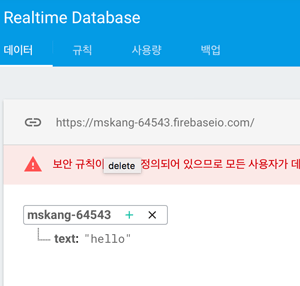 Realtime Database
데이터 규칙 사용량 백업
https://mskang-64543.firebaseio.com/
보안 규칙이 delete 정의되어 있으므로 모든 사용자가 데
mskang-64543 + ×
text: "hello"